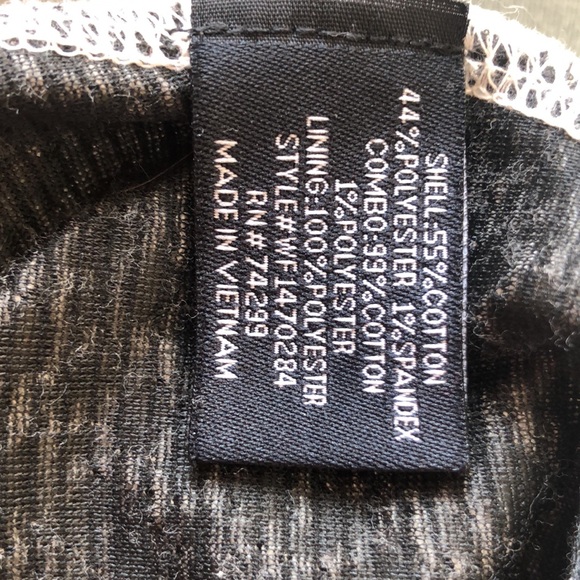 SHELL:55%COTTON
44%POLYESTER 1%SPANDEX
COMBO:99%COTTON
1%POLYESTER
LINING:100%POLYESTER
STYLE#WF1470284
RN# 74299
MADE IN VIETNAM